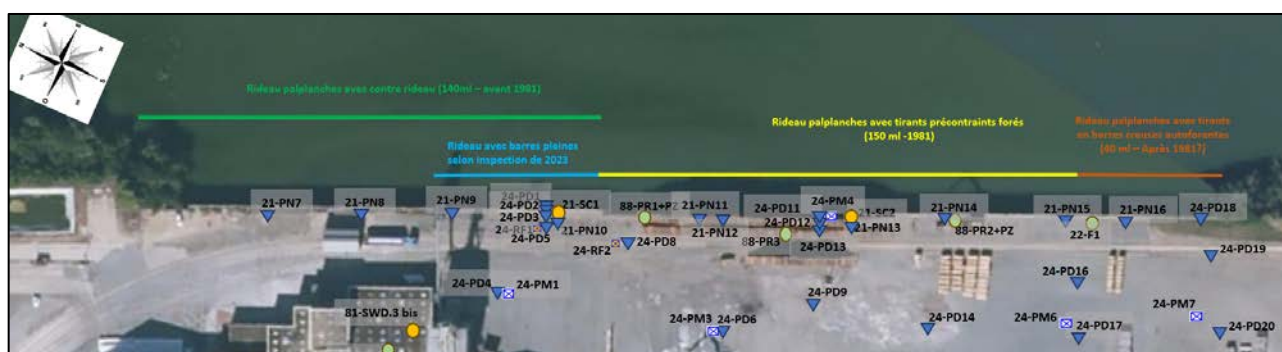 Rideau palplanches avec contre rideau (140ml – avant 1981)
Rideau palplanches avec tirants précontraints forés
(150 ml -1981)
Rideau palplanches avec tirants
en barres creuses autoforantes
(40 ml – Après 1981?)
Rideau avec barres pleines
selon inspection de 2023
21-PN7
21-PN8
21-PN9
24-PD1
24-PD2
24-PD3
24-RF1
24-PD5
21-SC1
21-PN10
24-RF2
24-PD8
88-PR1+PZ
21-PN11
21-PN12
24-PD11
24-PD12
88-PR3
24-PM4
21-SC2
21-PN13
24-PD13
21-PN14
88-PR2+PZ
21-PN15
22-F1
21-PN16
24-PD18
24-PD19
24-PD4
24-PM1
24-PD16
24-PD9
81-SWD.3 bis
24-PM3
24-PD6
24-PD14
24-PM6
24-PD17
24-PM7
24-PD20